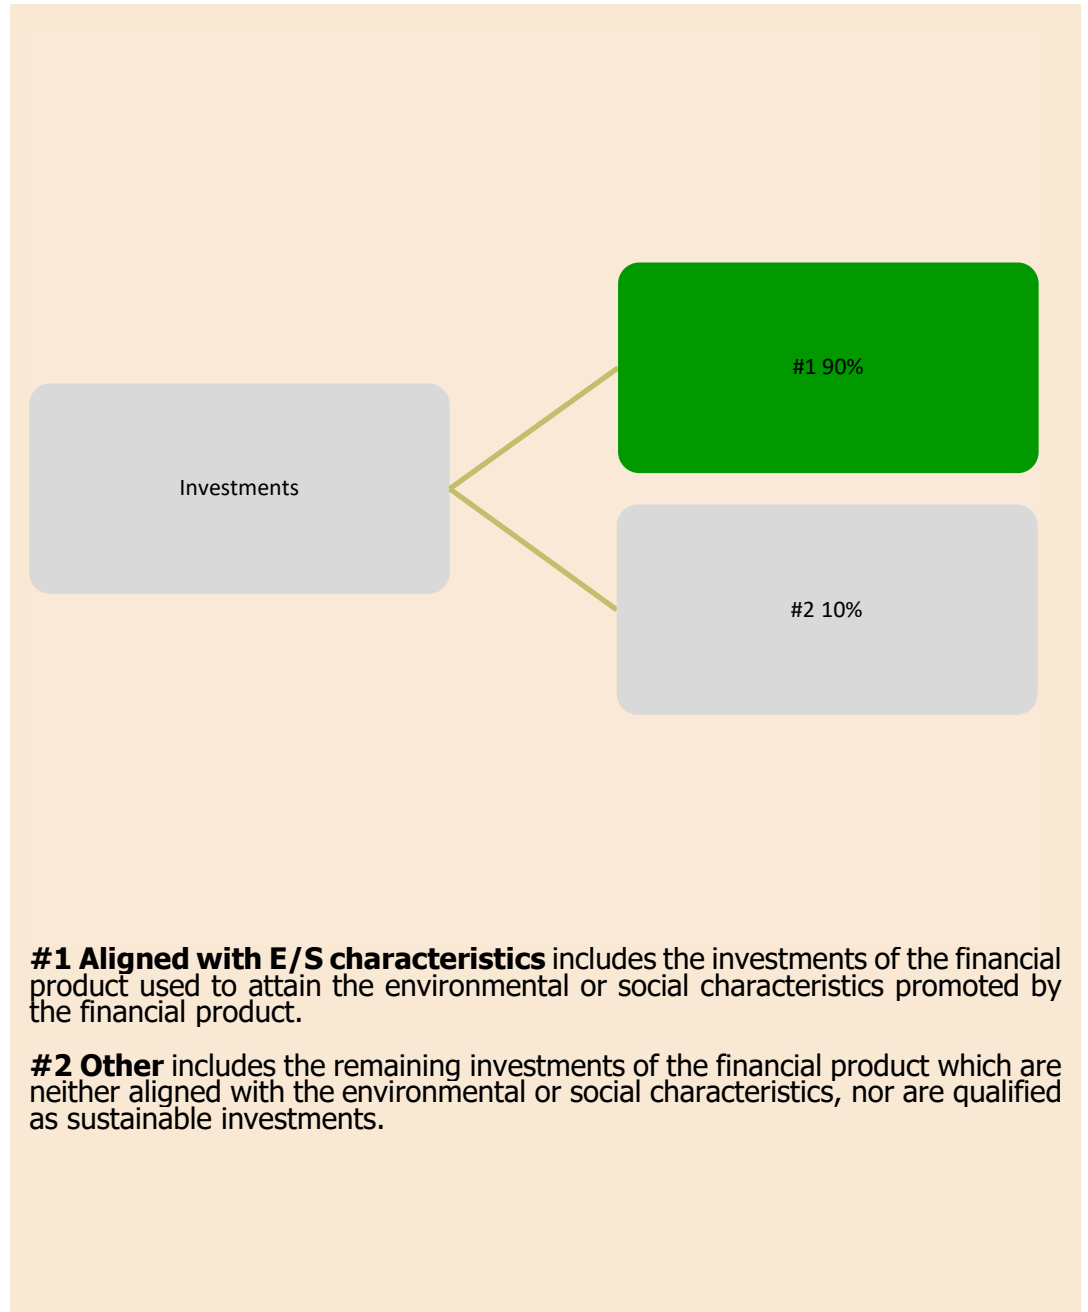 #1 90%
Investments
#2 10%
#1 Aligned with E/S characteristics includes the investments of the financial
product used to attain the environmental or social characteristics promoted by
the financial product.
#2 Other includes the remaining investments of the financial product which are
neither aligned with the environmental or social characteristics, nor are qualified
as sustainable investments.